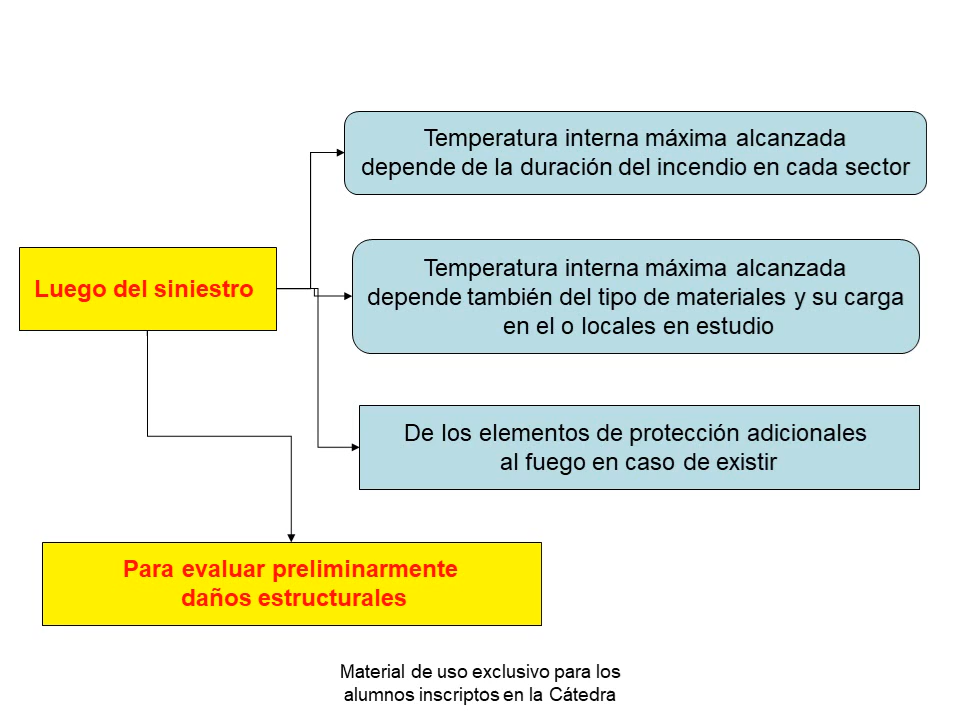 Temperatura interna máxima alcanzada
depende de la duración del incendio en cada sector
Luego del siniestro
Temperatura interna máxima alcanzada
depende también del tipo de materiales y su carga
en el o locales en estudio
De los elementos de protección adicionales
al fuego en caso de existir
Para evaluar preliminarmente
daños estructurales
Material de uso exclusivo para los
alumnos inscriptos en la Cátedra